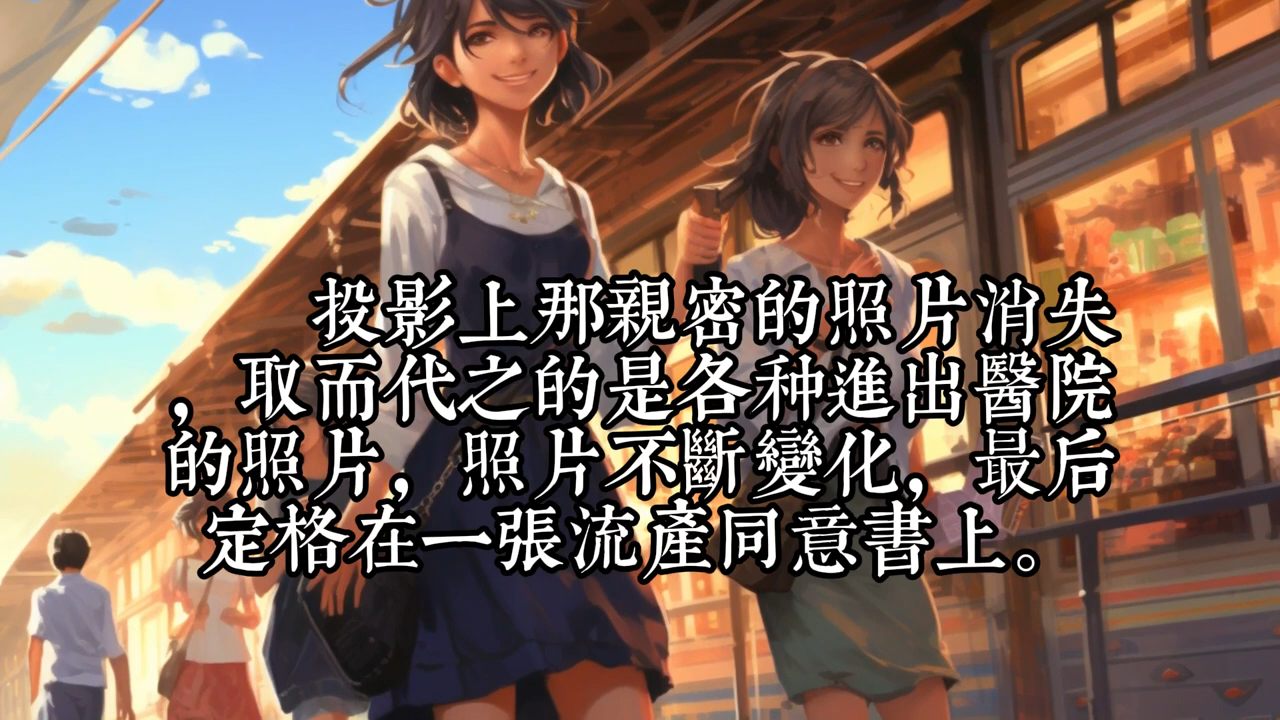 投影上那親密的照片消失
，取而代之的是各种進出醫院
的照片，照片不斷變化，最后
定格在一張流產同意書上。